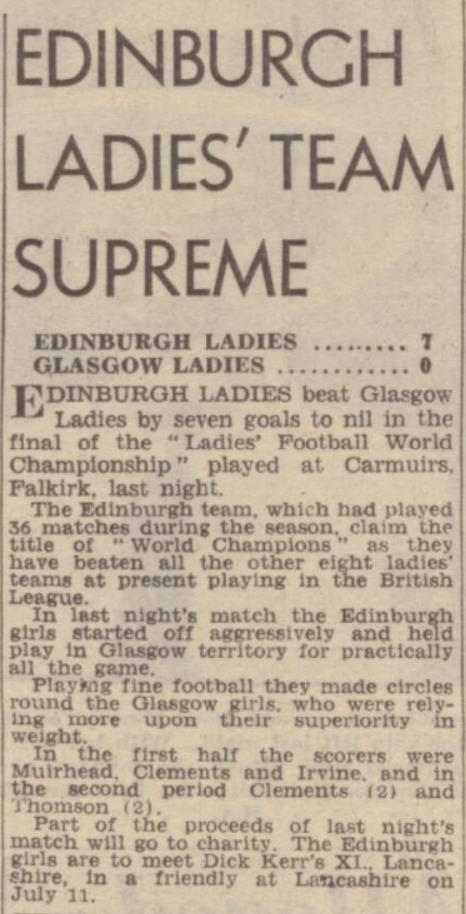 EDINBURGH
LADIES' TEAM
SUPREME
EDINBURGH LADIES ......... 7
GLASGOW LADIES ............ 0
EDINBURGH LADIES beat Glasgow
Ladies by seven goals to nil in the
final of the "Ladies' Football World
Championship" played at Carmuirs,
Falkirk, last night.
The Edinburgh team, which had played
36 matches during the season, claim the
title of "World Champions" as they
have beaten all the other eight ladies'
teams at present playing in the British
League.
In last night's match the Edinburgh
girls started off aggressively and held
play in Glasgow territory for practically
all the game.
Playing fine football they made circles
round the Glasgow girls, who were rely-
ing more upon their superiority in
weight.
In the first half the scorers were
Muirhead, Clements and Irvine, and in
the second period Clements (2) and
Thomson (2).
Part of the proceeds of last night's
match will go to charity. The Edinburgh
girls are to meet Dick Kerr's XI., Lanca-
shire, in a friendly at Lancashire on
July 11.